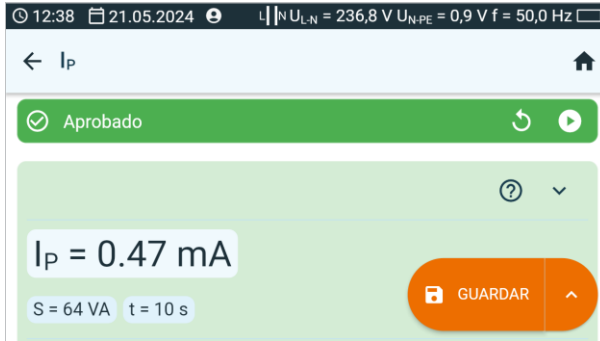 12:38 21.05.2024 L N U L-N = 236,8 V U N-PE = 0,9 V f = 50,0 Hz
IP
Aprobado
IP = 0.47 mA
GUARDAR
S = 64 VA t = 10 s